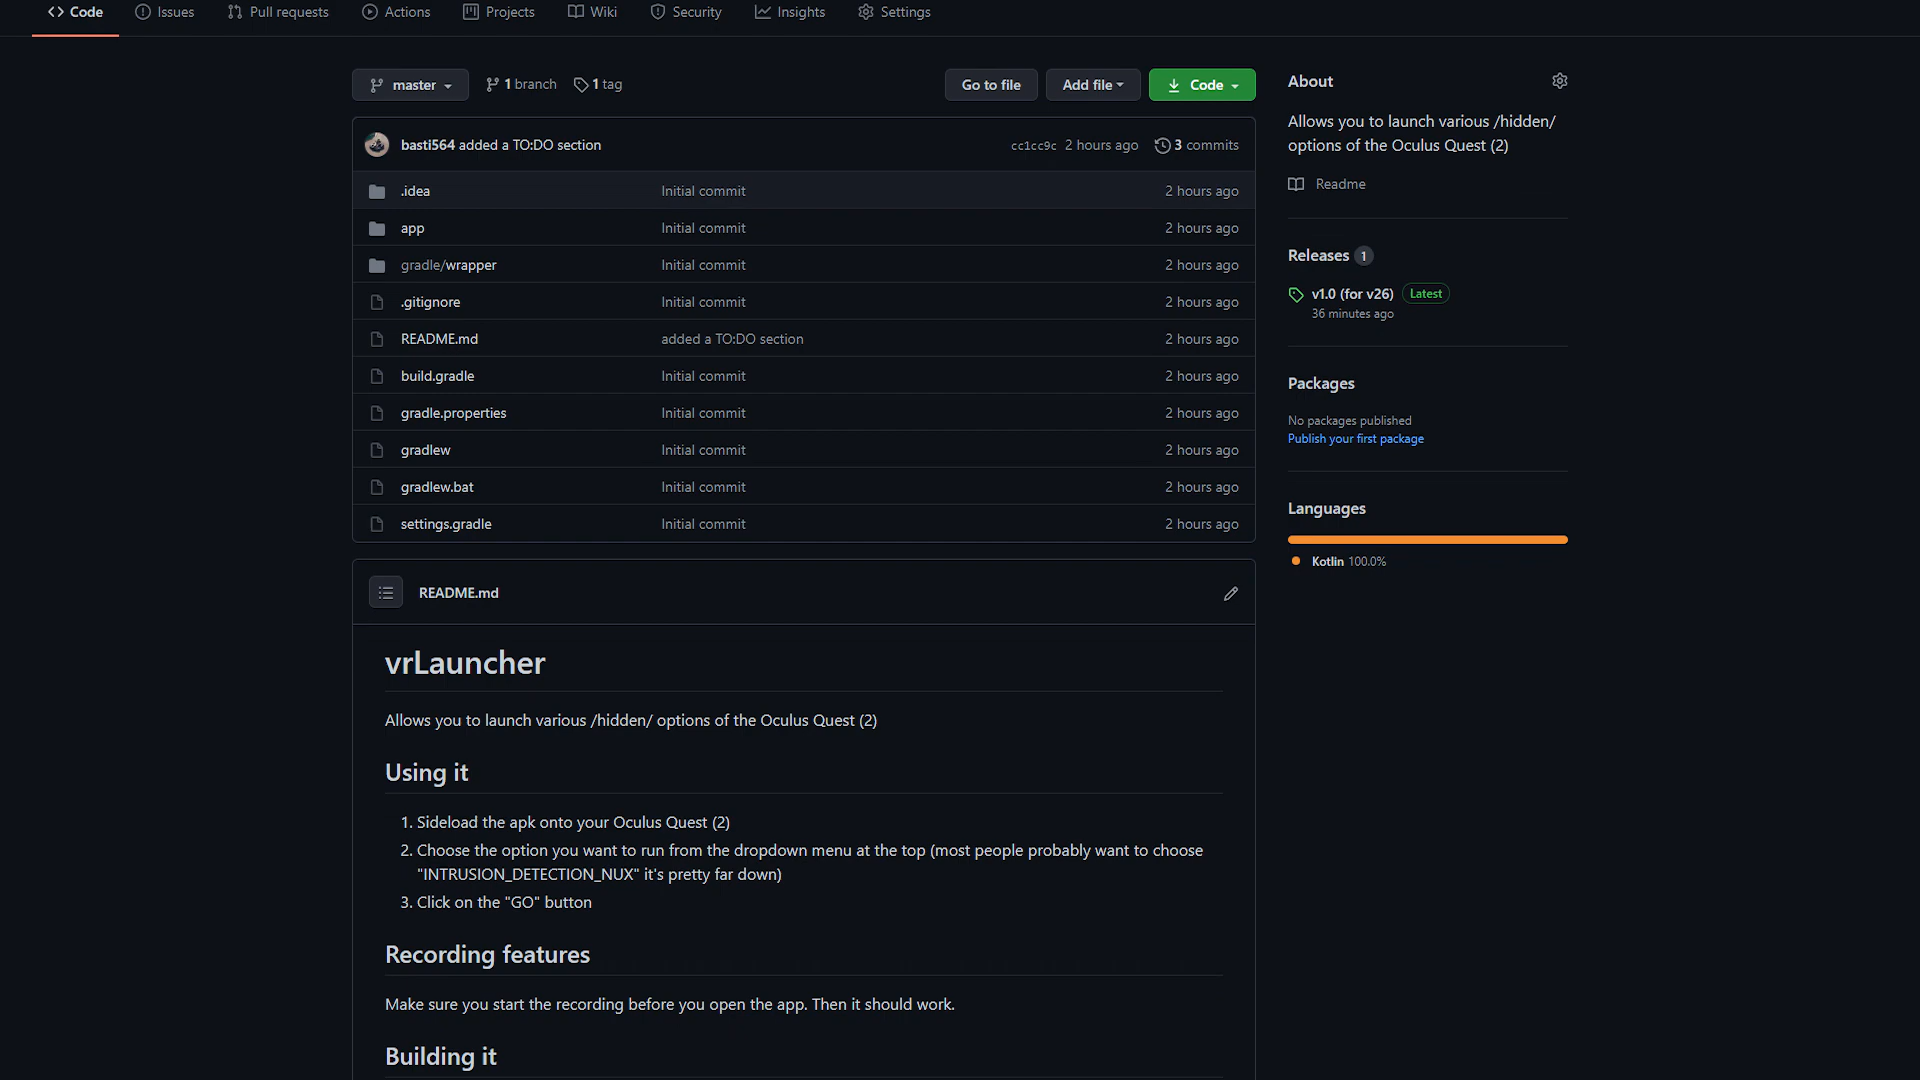 <> Code Issues Pull requests Actions Projects Wiki Security Insights Settings
master 1 branch 1 tag Go to file Add file Code
basti564 added a TO:DO section cc1cc9c 2 hours ago 3 commits
.idea Initial commit 2 hours ago
app Initial commit 2 hours ago
gradle/wrapper Initial commit 2 hours ago
.gitignore Initial commit 2 hours ago
README.md added a TO:DO section 2 hours ago
build.gradle Initial commit 2 hours ago
gradle.properties Initial commit 2 hours ago
gradlew Initial commit 2 hours ago
gradlew.bat Initial commit 2 hours ago
settings.gradle Initial commit 2 hours ago
README.md
vrLauncher
Allows you to launch various /hidden/ options of the Oculus Quest (2)
Using it
1. Sideload the apk onto your Oculus Quest (2)
2. Choose the option you want to run from the dropdown menu at the top (most people probably want to choose
"INTRUSION_DETECTION_NUX" it's pretty far down)
3. Click on the "GO" button
Recording features
Make sure you start the recording before you open the app. Then it should work.
Building it
About
Allows you to launch various /hidden/
options of the Oculus Quest (2)
Readme
Releases 1
v1.0 (for v26) Latest
36 minutes ago
Packages
No packages published
Publish your first package
Languages
Kotlin 100.0%